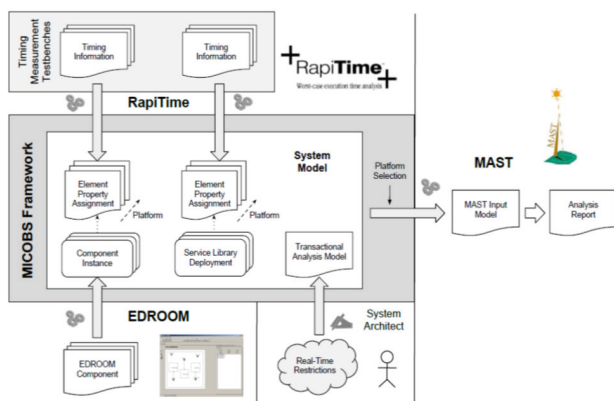 Timing
Measurement
Testbenches
Timing
Information
Timing
Information
RapiTime
Worst-case execution time analysis
RapiTime
MICOBS Framework
System
Model
Element
Property
Assignment
Platform
Element
Property
Assignment
Platform
Component
Instance
Service Library
Deployment
Transactional
Analysis Model
Platform
Selection
MAST
MAST
MAST Input
Model
Analysis
Report
EDROOM
EDROOM
Component
System
Architect
Real-Time
Restrictions